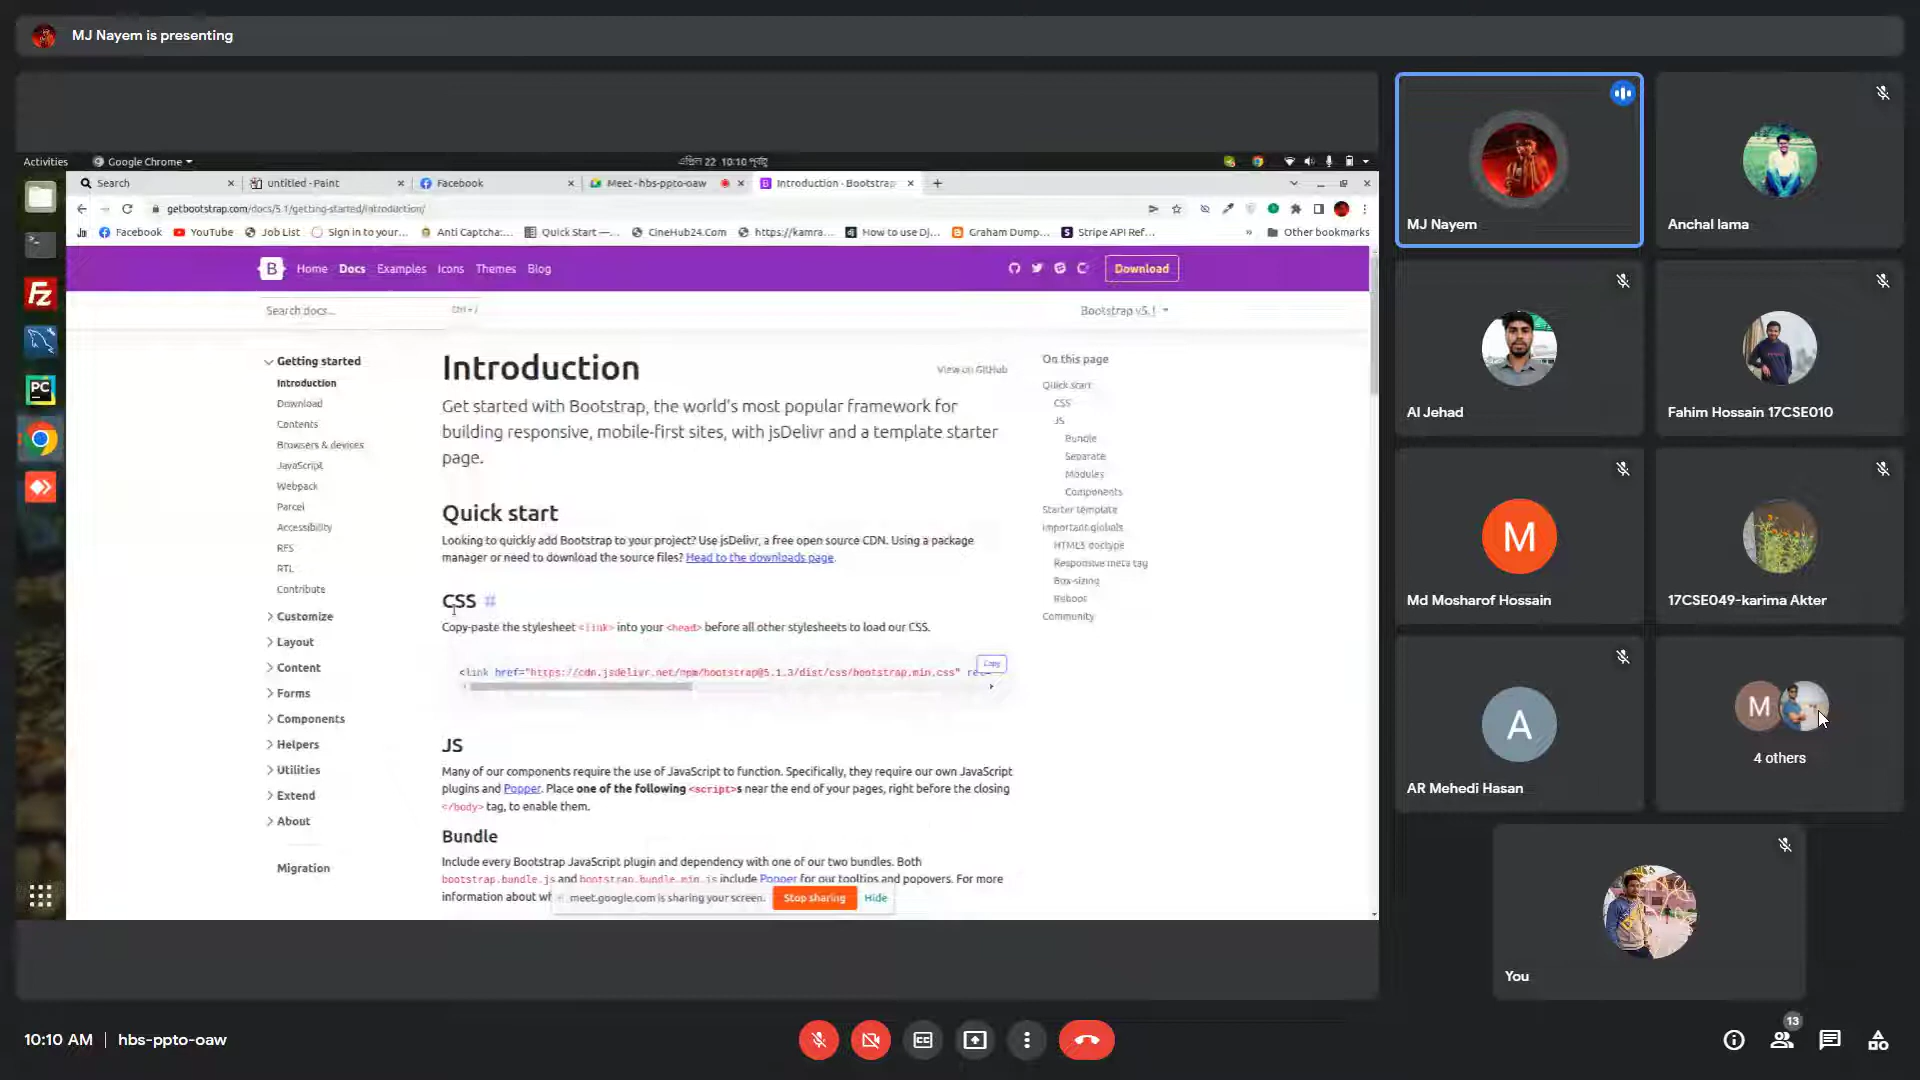 MJ Nayem is presenting
Activities
Google Chrome
22 10:10
Search
untitled - Paint
Facebook
Meet - hbs-ppto-oaw
Introduction · Bootstrap
getbootstrap.com/docs/5.1/getting-started/introduction/
Facebook
YouTube
Job List
Sign in to your...
Anti Captcha:...
Quick Start —...
CineHub24.Com
https://kamra...
How to use Dj...
Graham Dump...
Stripe API Ref...
»
Other bookmarks
B
Home
Docs
Examples
Icons
Themes
Blog
Download
Search docs...
Ctrl + /
Bootstrap v5.1
Getting started
Introduction
Download
Contents
Browsers & devices
JavaScript
Webpack
Parcel
Accessibility
RFS
RTL
Contribute
Customize
Layout
Content
Forms
Components
Helpers
Utilities
Extend
About
Migration
Introduction
View on GitHub
Get started with Bootstrap, the world's most popular framework for
building responsive, mobile-first sites, with jsDelivr and a template starter
page.
Quick start
Looking to quickly add Bootstrap to your project? Use jsDelivr, a free open source CDN. Using a package
manager or need to download the source files? Head to the downloads page.
CSS #
Copy-paste the stylesheet <link> into your <head> before all other stylesheets to load our CSS.
<link href="https://cdn.jsdelivr.net/npm/bootstrap@5.1.3/dist/css/bootstrap.min.css" rel=
Copy
JS
Many of our components require the use of JavaScript to function. Specifically, they require our own JavaScript
plugins and Popper. Place one of the following <script>s near the end of your pages, right before the closing
</body> tag, to enable them.
Bundle
Include every Bootstrap JavaScript plugin and dependency with one of our two bundles. Both
bootstrap.bundle.js and bootstrap.bundle.min.js include Popper for our tooltips and popovers. For more
information about wh
meet.google.com is sharing your screen.
Stop sharing
Hide
On this page
Quick start
CSS
JS
Bundle
Separate
Modules
Components
Starter template
Important globals
HTML5 doctype
Responsive meta tag
Box-sizing
Reboot
Community
Fz
PC
MJ Nayem
Anchal lama
Al Jehad
Fahim Hossain 17CSE010
M
Md Mosharof Hossain
17CSE049-karima Akter
A
AR Mehedi Hasan
M
4 others
You
10:10 AM
hbs-ppto-oaw
13